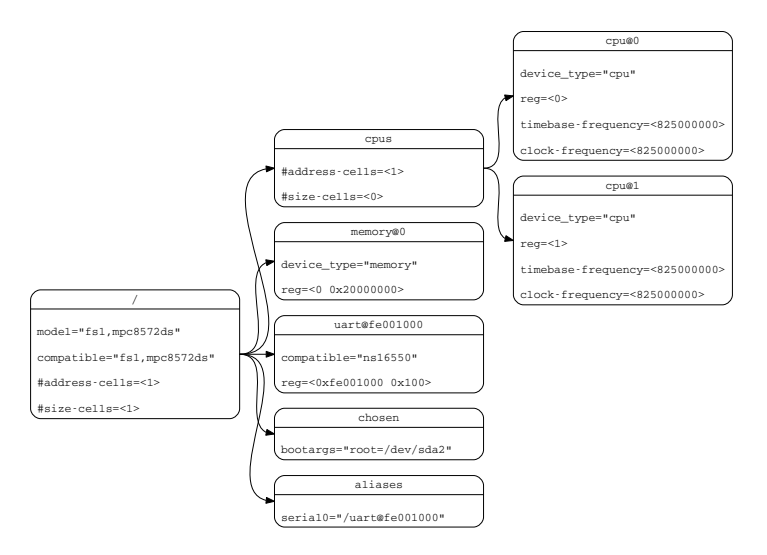 cpu@0
device_type="cpu"
reg=<0>
timebase-frequency=<825000000>
clock-frequency=<825000000>
cpus
#address-cells=<1>
#size-cells=<0>
cpu@1
device_type="cpu"
reg=<1>
timebase-frequency=<825000000>
clock-frequency=<825000000>
memory@0
device_type="memory"
reg=<0 0x20000000>
/
model="fsl,mpc8572ds"
compatible="fsl,mpc8572ds"
#address-cells=<1>
#size-cells=<1>
uart@fe001000
compatible="ns16550"
reg=<0xfe001000 0x100>
chosen
bootargs="root=/dev/sda2"
aliases
serial0="/uart@fe001000"